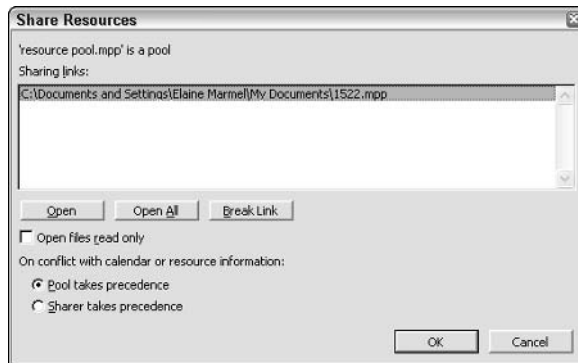 Share Resources
'resource pool.mpp' is a pool
Sharing links:
C:\Documents and Settings\Elaine Marmel\My Documents\1522.mpp
Open Open All Break Link
Open files read only
On conflict with calendar or resource information:
Pool takes precedence
Sharer takes precedence
OK Cancel